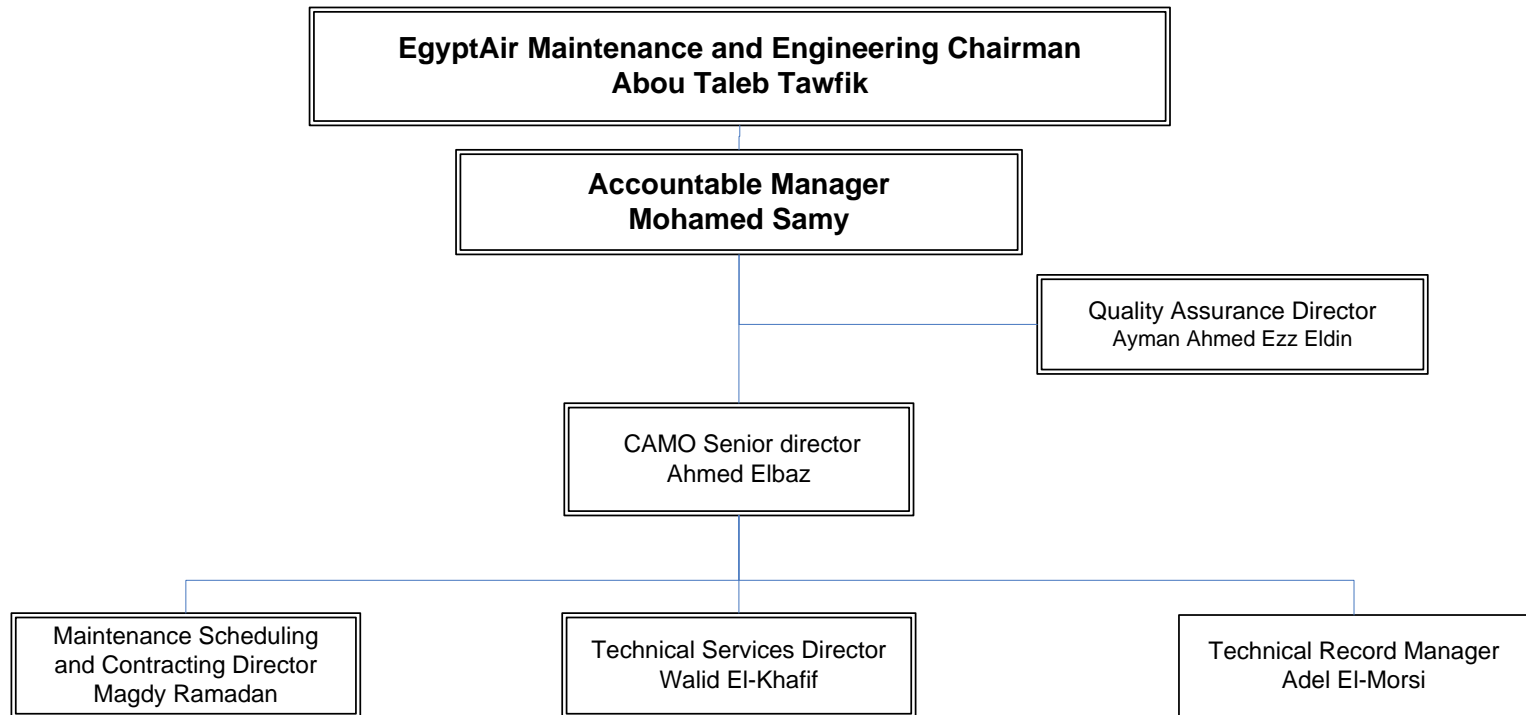 EgyptAir Maintenance and Engineering Chairman
Abou Taleb Tawfik
Accountable Manager
Mohamed Samy
Quality Assurance Director
Ayman Ahmed Ezz Eldin
CAMO Senior director
Ahmed Elbaz
Maintenance Scheduling
and Contracting Director
Magdy Ramadan
Technical Services Director
Walid El-Khafif
Technical Record Manager
Adel El-Morsi